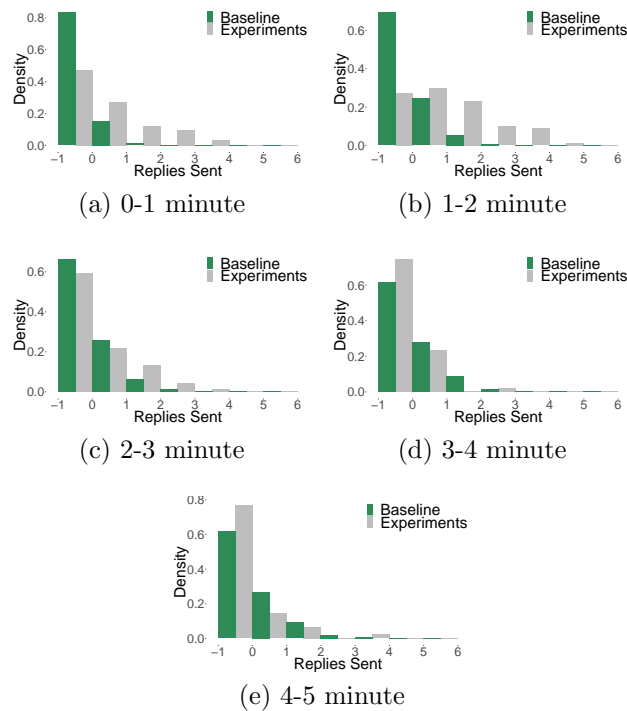 Baseline
Experiments
Density
0.8
0.6
0.4
0.2
0.0
−1 0 1 2 3 4 5 6
Replies Sent
(a) 0-1 minute
Baseline
Experiments
Density
0.6
0.4
0.2
0.0
−1 0 1 2 3 4 5 6
Replies Sent
(b) 1-2 minute
Baseline
Experiments
Density
0.6
0.4
0.2
0.0
−1 0 1 2 3 4 5 6
Replies Sent
(c) 2-3 minute
Baseline
Experiments
Density
0.6
0.4
0.2
0.0
−1 0 1 2 3 4 5 6
Replies Sent
(d) 3-4 minute
Baseline
Experiments
Density
0.8
0.6
0.4
0.2
0.0
−1 0 1 2 3 4 5 6
Replies Sent
(e) 4-5 minute